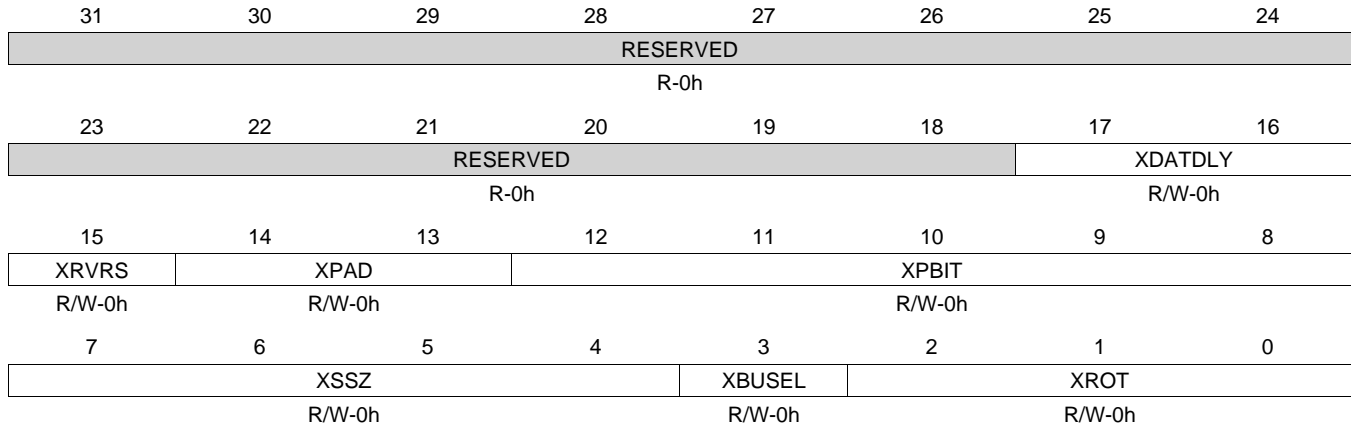 31 30 29 28 27 26 25 24
RESERVED
R-0h
23 22 21 20 19 18 17 16
RESERVED XDATDLY
R-0h R/W-0h
15 14 13 12 11 10 9 8
XRVRS XPAD XPBIT
R/W-0h R/W-0h R/W-0h
7 6 5 4 3 2 1 0
XSSZ XBUSEL XROT
R/W-0h R/W-0h R/W-0h